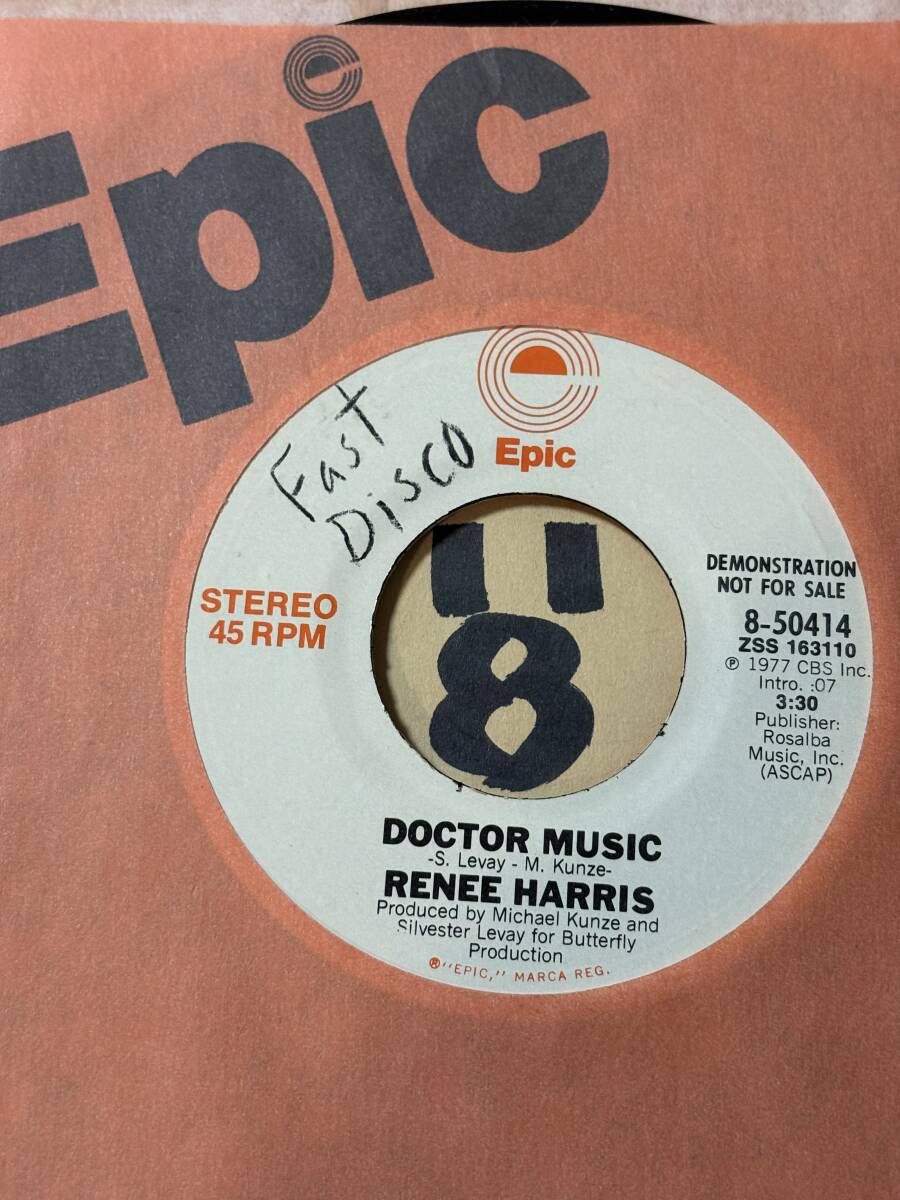 Epic
Fast
Disco
Epic
STEREO
45 RPM
DEMONSTRATION
NOT FOR SALE
8-50414
ZSS 163110
℗ 1977 CBS Inc.
Intro. :07
3:30
Publisher:
Rosalba
Music, Inc.
(ASCAP)
11
8
DOCTOR MUSIC
-S. Levay - M. Kunze-
RENEE HARRIS
Produced by Michael Kunze and
Silvester Levay for Butterfly
Production
®"EPIC," MARCA REG.